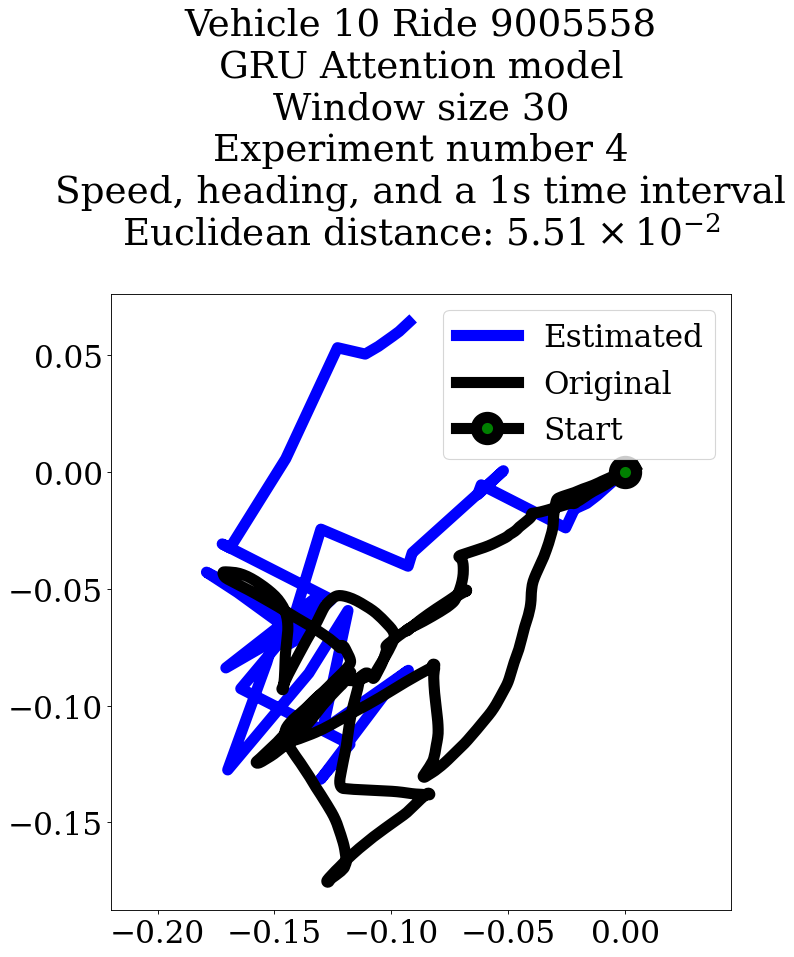 Vehicle 10 Ride 9005558
GRU Attention model
Window size 30
Experiment number 4
Speed, heading, and a 1s time interval
Euclidean distance: 5.51 × 10⁻²
Estimated
Original
Start
0.05
0.00
−0.05
−0.10
−0.15
−0.20 −0.15 −0.10 −0.05 0.00